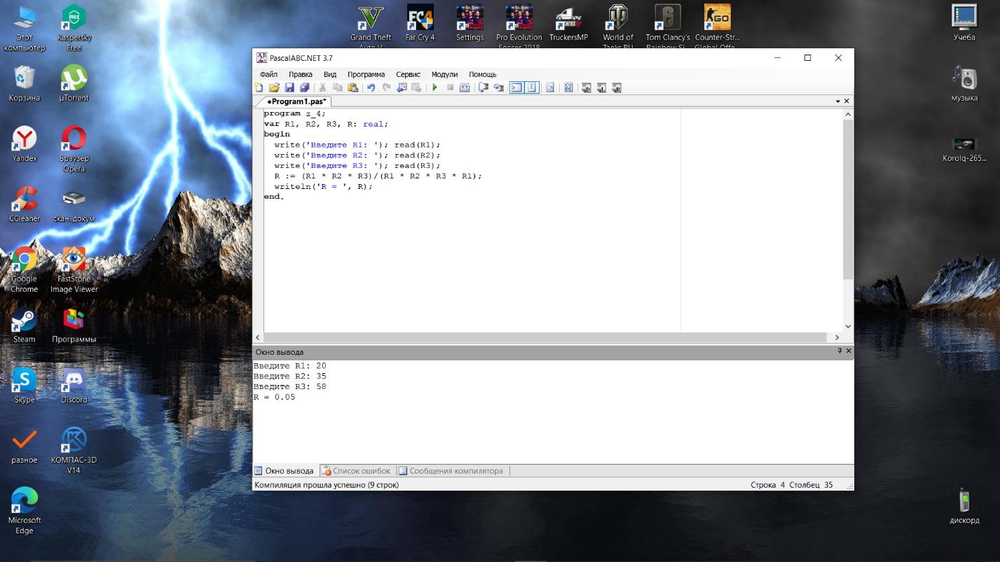 Этот
компьютер
Kaspersky
Free
Grand Theft
Auto V
Far Cry 4
Settings
Pro Evolution
Soccer 2018
TruckersMP
World of
Tanks RU
Tom Clancy's
Rainbow Si...
Counter-Str...
Global Offe...
Учеба
Корзина
µTorrent
музыка
Yandex
Браузер
Opera
Korolq-265...
CCleaner
скан. докум
Google
Chrome
FastStone
Image Viewer
Steam
Программы
Skype
Discord
разное
КОМПАС-3D
V14
Microsoft
Edge
дискорд
PascalABC.NET 3.7
Файл Правка Вид Программа Сервис Модули Помощь
●Program1.pas*
program z_4;
var R1, R2, R3, R: real;
begin
write('Введите R1: '); read(R1);
write('Введите R2: '); read(R2);
write('Введите R3: '); read(R3);
R := (R1 * R2 * R3)/(R1 * R2 * R3 * R1);
writeln('R = ', R);
end.
Окно вывода
Введите R1: 20
Введите R2: 35
Введите R3: 58
R = 0.05
Окно вывода Список ошибок Сообщения компилятора
Компиляция прошла успешно (9 строк) Строка 4 Столбец 35